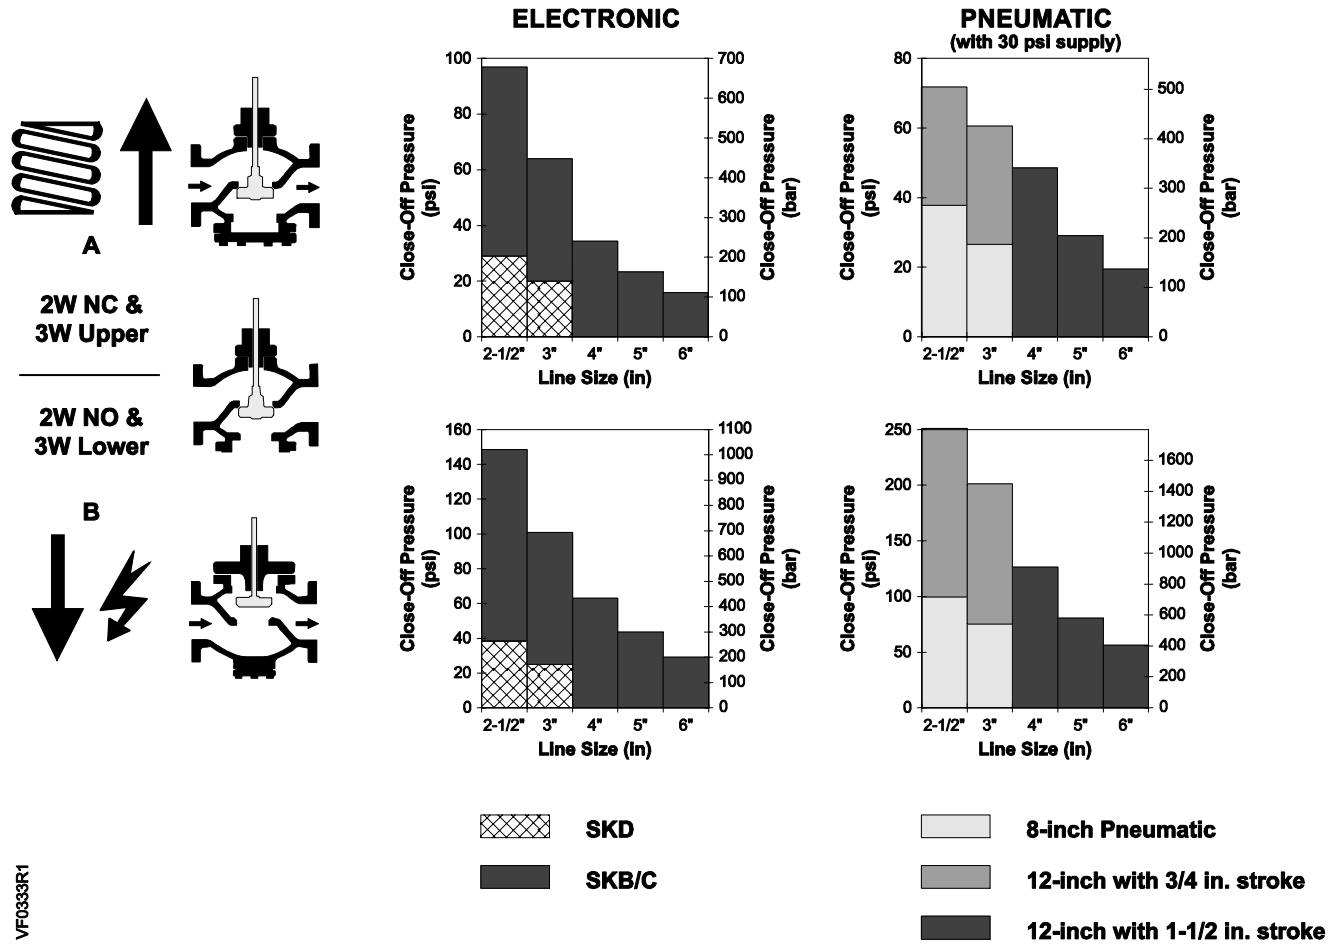 ELECTRONIC
PNEUMATIC
(with 30 psi supply)
A
2W NC &
3W Upper
2W NO &
3W Lower
B
Close-Off Pressure
(psi)
100
80
60
40
20
0
700
600
500
400
300
200
100
0
Close-Off Pressure
(bar)
2-1/2" 3" 4" 5" 6"
Line Size (in)
Close-Off Pressure
(psi)
80
60
40
20
0
500
400
300
200
100
0
Close-Off Pressure
(bar)
2-1/2" 3" 4" 5" 6"
Line Size (in)
Close-Off Pressure
(psi)
160
140
120
100
80
60
40
20
0
1100
1000
900
800
700
600
500
400
300
200
100
0
Close-Off Pressure
(bar)
2-1/2" 3" 4" 5" 6"
Line Size (in)
Close-Off Pressure
(psi)
250
200
150
100
50
0
1600
1400
1200
1000
800
600
400
200
0
Close-Off Pressure
(bar)
2-1/2" 3" 4" 5" 6"
Line Size (in)
SKD
SKB/C
8-inch Pneumatic
12-inch with 3/4 in. stroke
12-inch with 1-1/2 in. stroke
VF0333R1